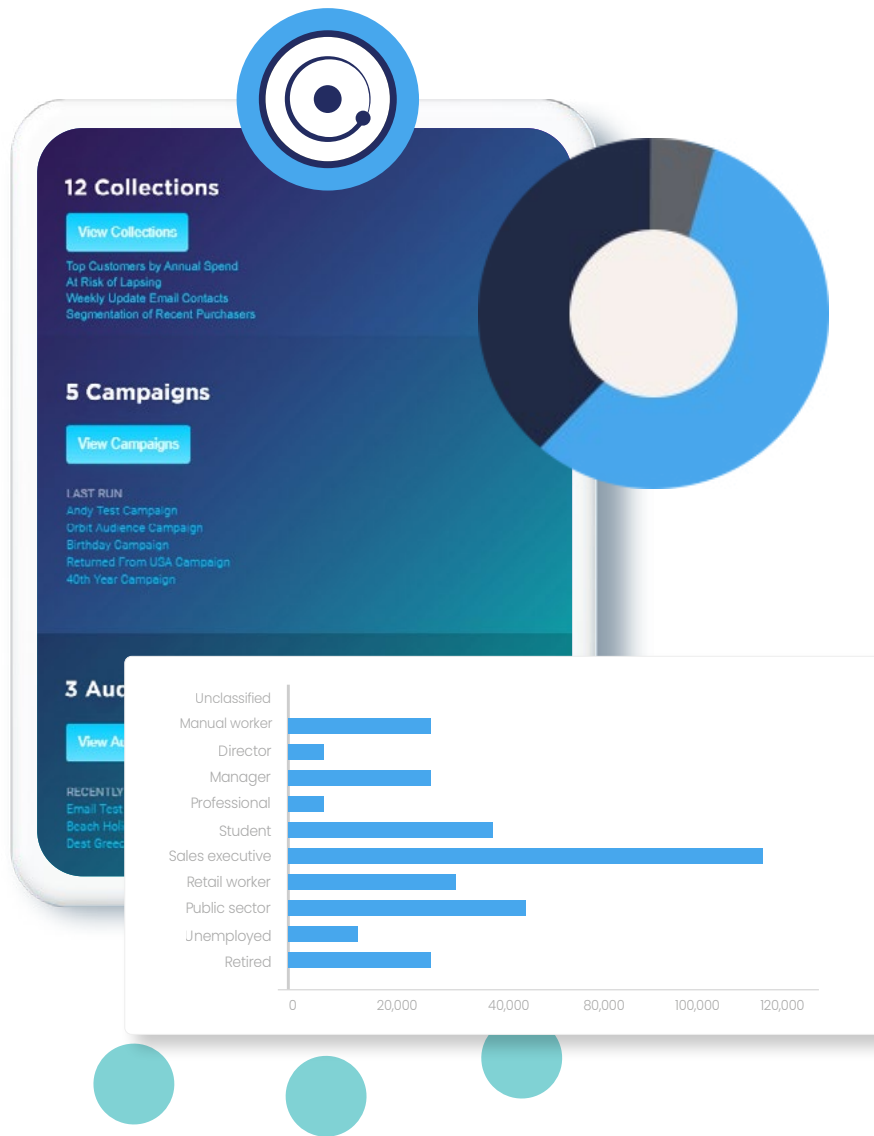 12 Collections
View Collections
Top Customers by Annual Spend
At Risk of Lapsing
Weekly Update Email Contacts
Segmentation of Recent Purchasers
5 Campaigns
View Campaigns
LAST RUN
Andy Test Campaign
Orbit Audience Campaign
Birthday Campaign
Returned From USA Campaign
40th Year Campaign
3 Aud
View Au
RECENTLY
Email Test
Beach Holi
Dest Greec
Unclassified
Manual worker
Director
Manager
Professional
Student
Sales executive
Retail worker
Public sector
Unemployed
Retired
0 20,000 40,000 80,000 100,000 120,000